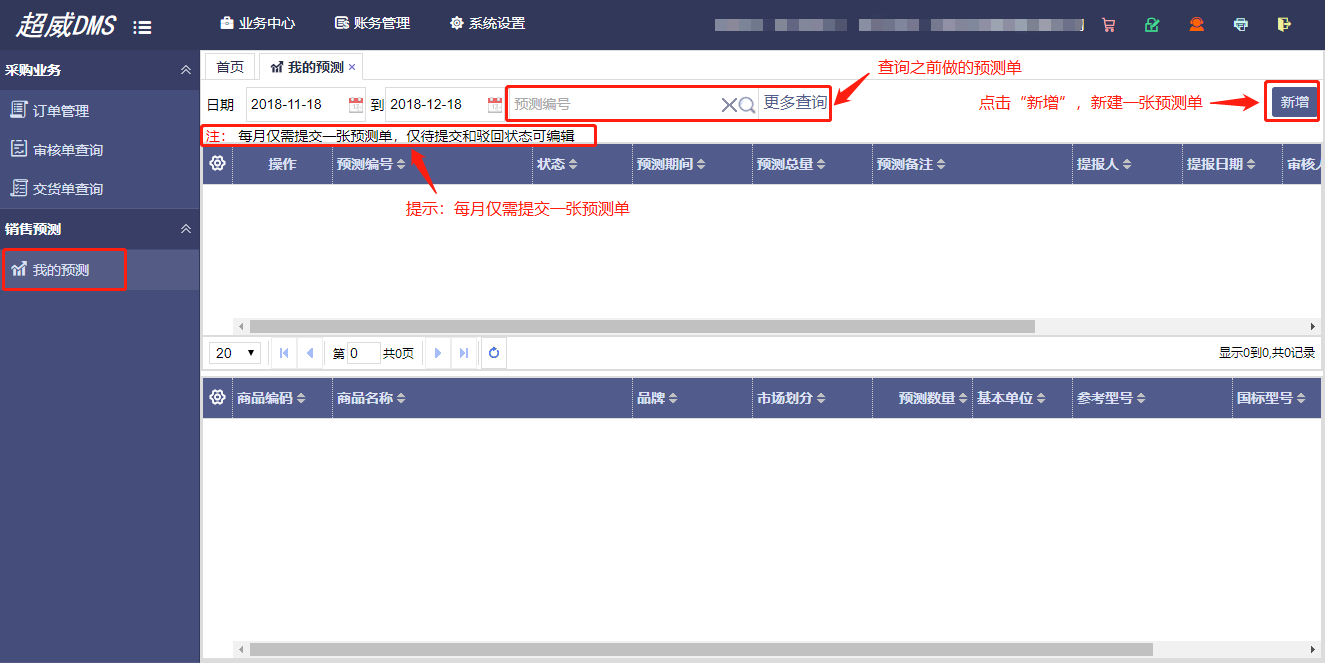 超威DMS
业务中心 账务管理 系统设置
采购业务
订单管理
审核单查询
交货单查询
销售预测
我的预测
首页 我的预测 ×
查询之前做的预测单
日期 2018-11-18 到 2018-12-18 预测编号 更多查询
点击“新增”，新建一张预测单
新增
注： 每月仅需提交一张预测单，仅待提交和驳回状态可编辑
操作 预测编号 状态 预测期间 预测总量 预测备注 提报人 提报日期 审核人
提示：每月仅需提交一张预测单
20 第 0 共0页 显示0到0,共0记录
商品编码 商品名称 品牌 市场划分 预测数量 基本单位 参考型号 国标型号